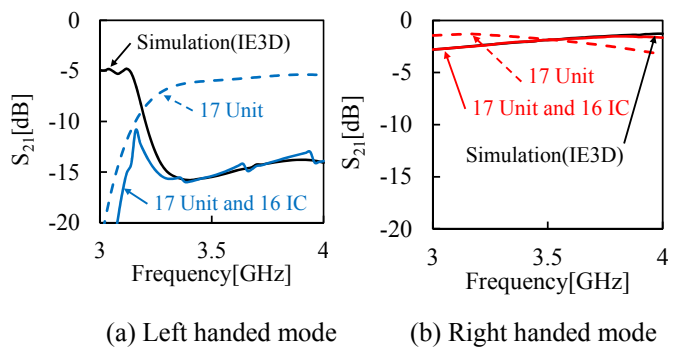 0
-5
-10
-15
-20
S21[dB]
3
3.5
4
Frequency[GHz]
Simulation(IE3D)
17 Unit
17 Unit and 16 IC
(a) Left handed mode
0
-5
-10
-15
-20
S21[dB]
3
3.5
4
Frequency[GHz]
17 Unit
17 Unit and 16 IC
Simulation(IE3D)
(b) Right handed mode